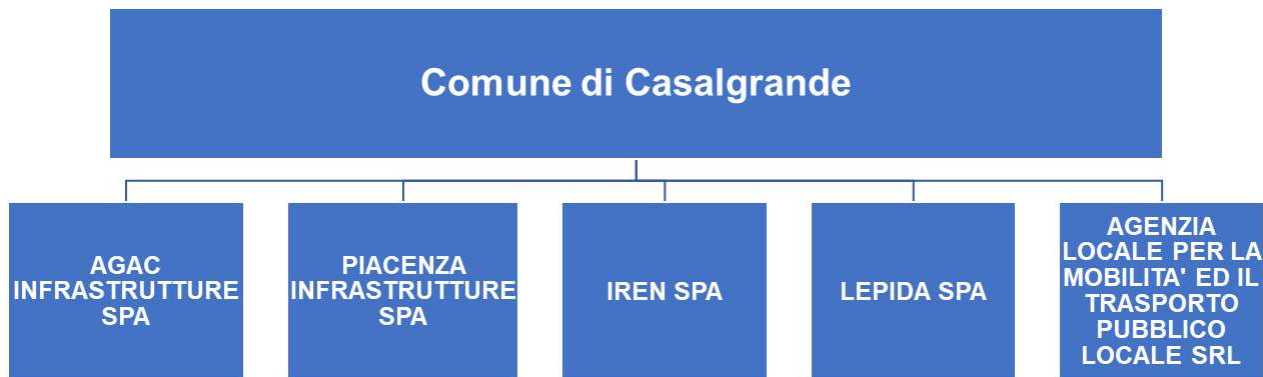 Comune di Casalgrande
AGAC
INFRASTRUTTURE
SPA
PIACENZA
INFRASTRUTTURE
SPA
IREN SPA
LEPIDA SPA
AGENZIA
LOCALE PER LA
MOBILITA' ED IL
TRASPORTO
PUBBLICO
LOCALE SRL